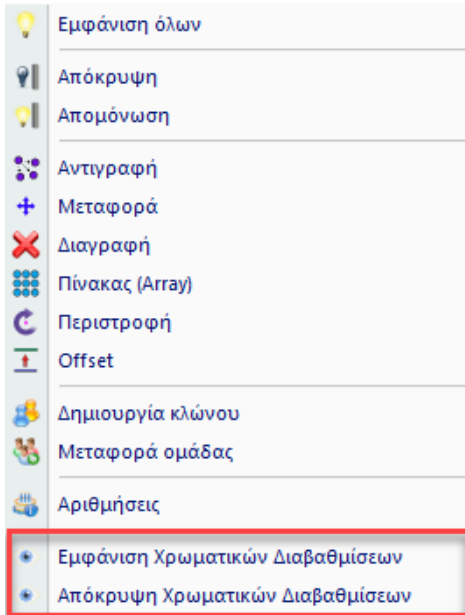 Εμφάνιση όλων
Απόκρυψη
Απομόνωση
Αντιγραφή
Μεταφορά
Διαγραφή
Πίνακας (Array)
Περιστροφή
Offset
Δημιουργία κλώνου
Μεταφορά ομάδας
Αριθμήσεις
Εμφάνιση Χρωματικών Διαβαθμίσεων
Απόκρυψη Χρωματικών Διαβαθμίσεων